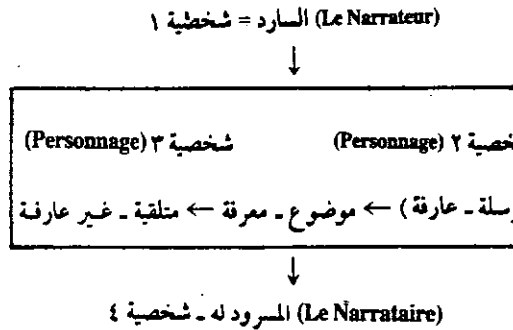 (Le Narrateur) السارد = شخصية ١
(Personnage) شخصية ٣ (Personnage) خصية ٢
رسلة ـ عارفة) ← موضوع ـ معرفة ← متلقية ـ غير عارفة
(Le Narrataire) المسرود له ـ شخصية ٤